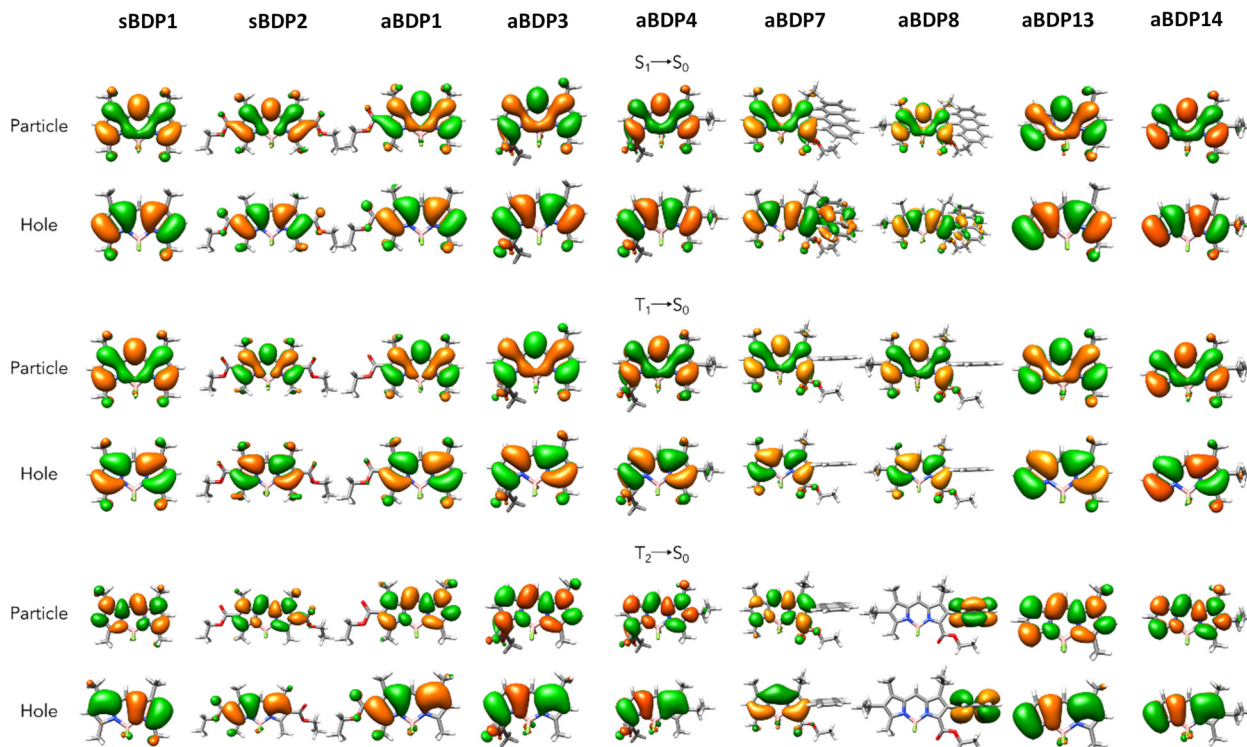 sBDP1 sBDP2 aBDP1 aBDP3 aBDP4 aBDP7 aBDP8 aBDP13 aBDP14
S₁→S₀
Particle
Hole
T₁→S₀
Particle
Hole
T₂→S₀
Particle
Hole